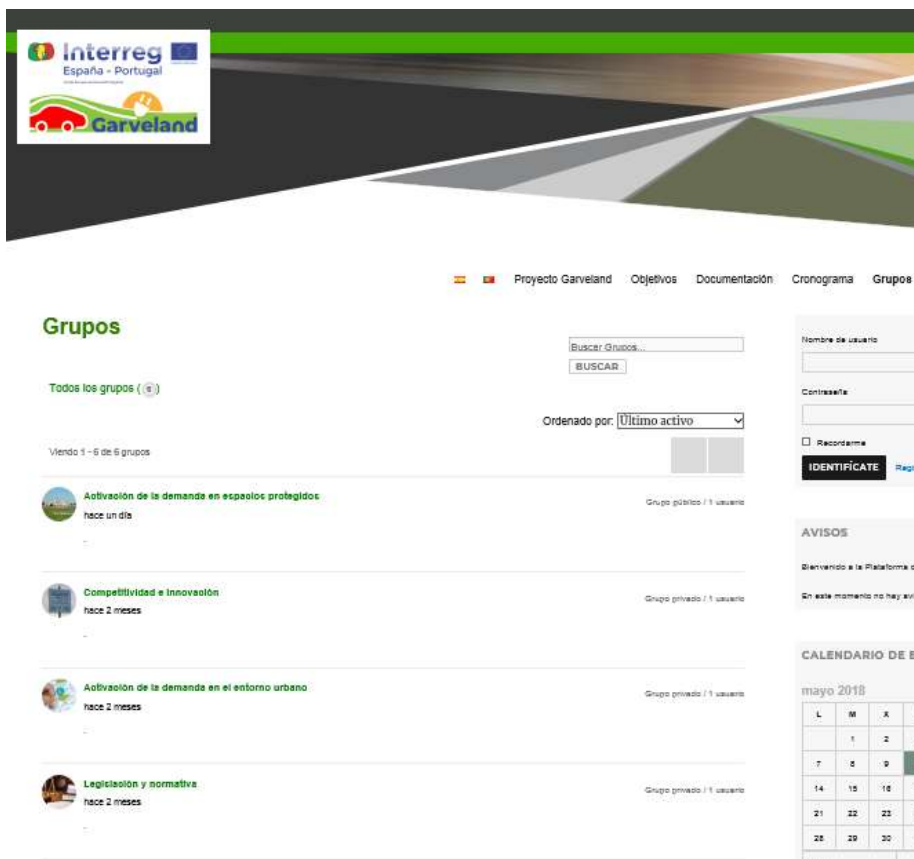 Interreg
España - Portugal
Garveland
Proyecto Garveland Objetivos Documentación Cronograma Grupos
Grupos
Buscar Grupos...
BUSCAR
Todos los grupos (6)
Ordenado por: Último activo
Viendo 1 - 6 de 6 grupos
Activación de la demanda en espacios protegidos
hace un día
Grupo público / 1 usuario
Competitividad e Innovación
hace 2 meses
Grupo privado / 1 usuario
Activación de la demanda en el entorno urbano
hace 2 meses
Grupo privado / 1 usuario
Legislación y normativa
hace 2 meses
Grupo privado / 1 usuario
Nombre de usuario
Contraseña
Recordarme
IDENTIFÍCATE Reg
AVISOS
Bienvenido a la Plataforma
En este momento no hay avi
CALENDARIO DE E
mayo 2018
L M X
1 2
7 8 9
14 15 16
21 22 23
28 29 30